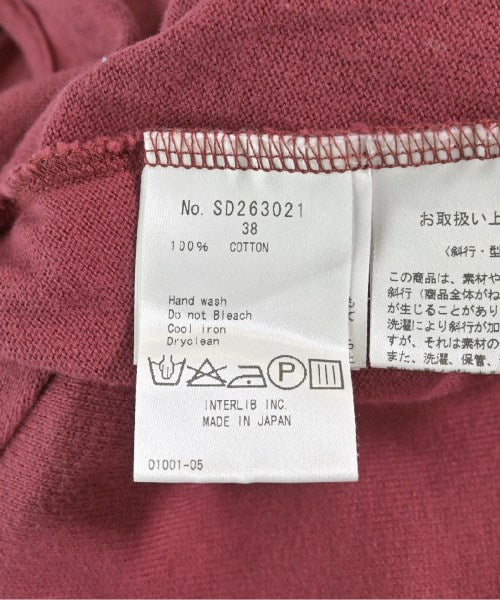 No. SD263021
38
100% COTTON
Hand wash
Do not Bleach
Cool iron
Dryclean
P
INTERLIB INC.
MADE IN JAPAN
01001-05
お取扱い上
〈斜行・型
この商品は、素材や
斜行（商品全体がね
が生じることがあり
洗濯により斜行が加
すが、それは素材の
また、洗濯、保管、